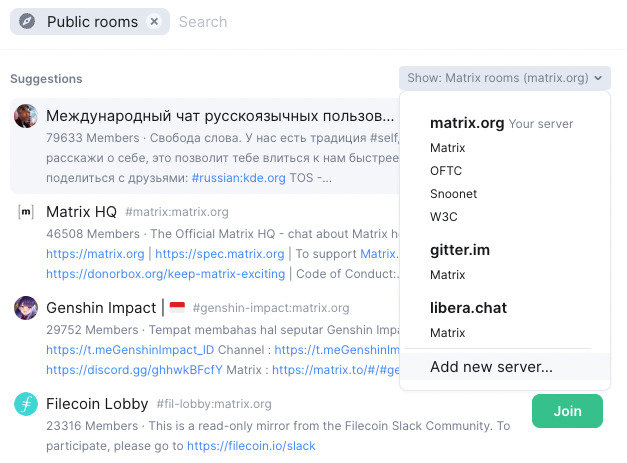 Public rooms
Search
Suggestions
Show: Matrix rooms (matrix.org)
Международный чат русскоязычных пользов...
79633 Members · Свобода слова. У нас есть традиция #self,
расскажи о себе, это позволит тебе влиться к нам быстрее
поделиться с друзьями: #russian:kde.org TOS -...
[m]
Matrix HQ #matrix:matrix.org
46508 Members · The Official Matrix HQ - chat about Matrix he
https://matrix.org | https://spec.matrix.org | To support Matrix.
https://donorbox.org/keep-matrix-exciting | Code of Conduct:.
Genshin Impact | #genshin-impact:matrix.org
29752 Members · Tempat membahas hal seputar Genshin Impa
https://t.meGenshinImpact_ID Channel : https://t.meGenshinIm
https://discord.gg/ghhwkBFcfY Matrix : https://matrix.to/#/#ge
Filecoin Lobby #fil-lobby:matrix.org
23316 Members · This is a read-only mirror from the Filecoin Slack Community. To
participate, please go to https://filecoin.io/slack
Join
matrix.org Your server
Matrix
OFTC
Snoonet
W3C
gitter.im
Matrix
libera.chat
Matrix
Add new server...